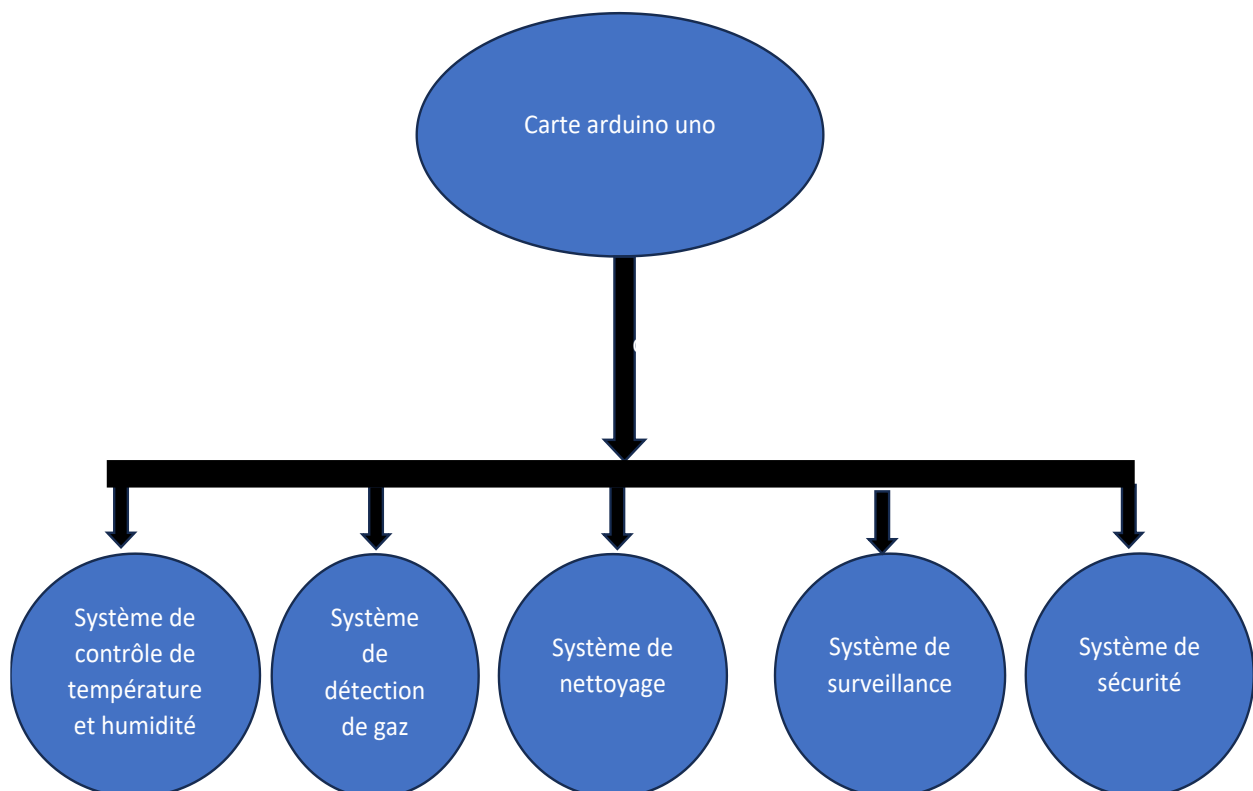 Carte arduino uno
Système de
contrôle de
température
et humidité
Système
de
détection
de gaz
Système de
nettoyage
Système de
surveillance
Système de
sécurité